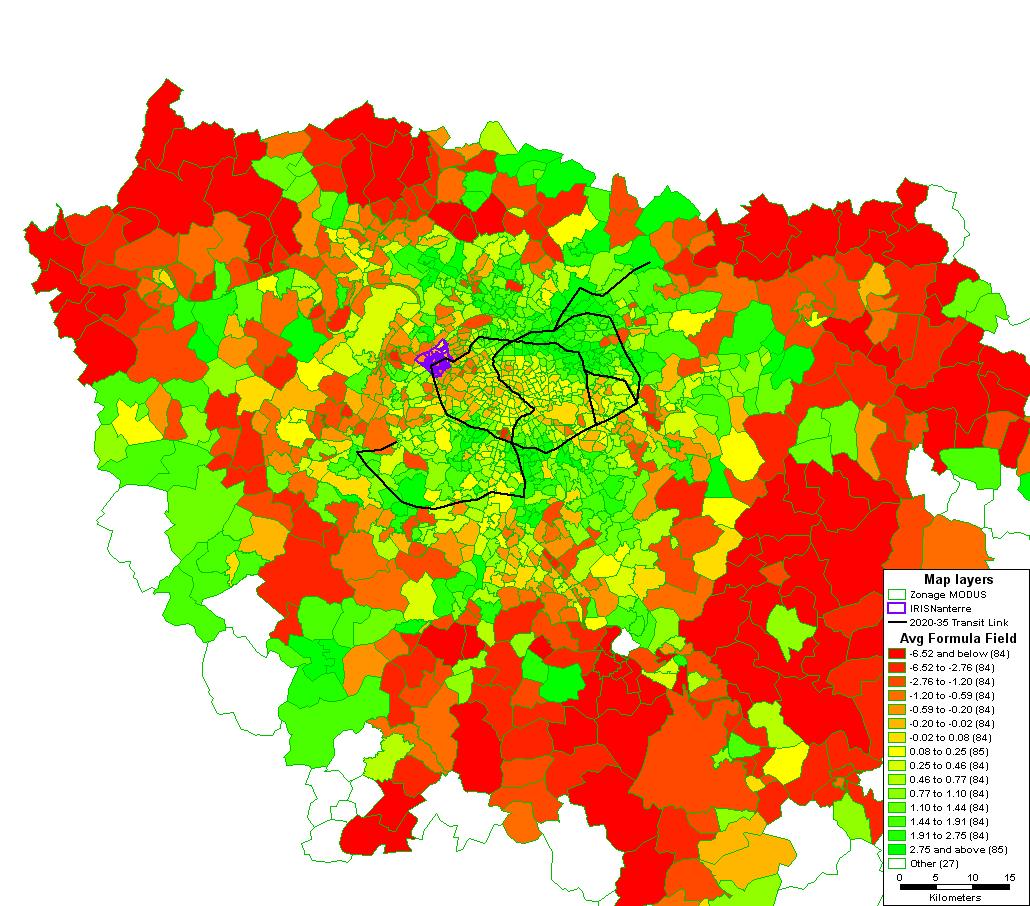 Map layers
Zonage MODUS
IRISNanterre
2020-35 Transit Link
Avg Formula Field
-6.52 and below (84)
-6.52 to -2.76 (84)
-2.76 to -1.20 (84)
-1.20 to -0.59 (84)
-0.59 to -0.20 (84)
-0.20 to -0.02 (84)
-0.02 to 0.08 (84)
0.08 to 0.25 (85)
0.25 to 0.46 (84)
0.46 to 0.77 (84)
0.77 to 1.10 (84)
1.10 to 1.44 (84)
1.44 to 1.91 (84)
1.91 to 2.75 (84)
2.75 and above (85)
Other (27)
0 5 10 15
Kilometers